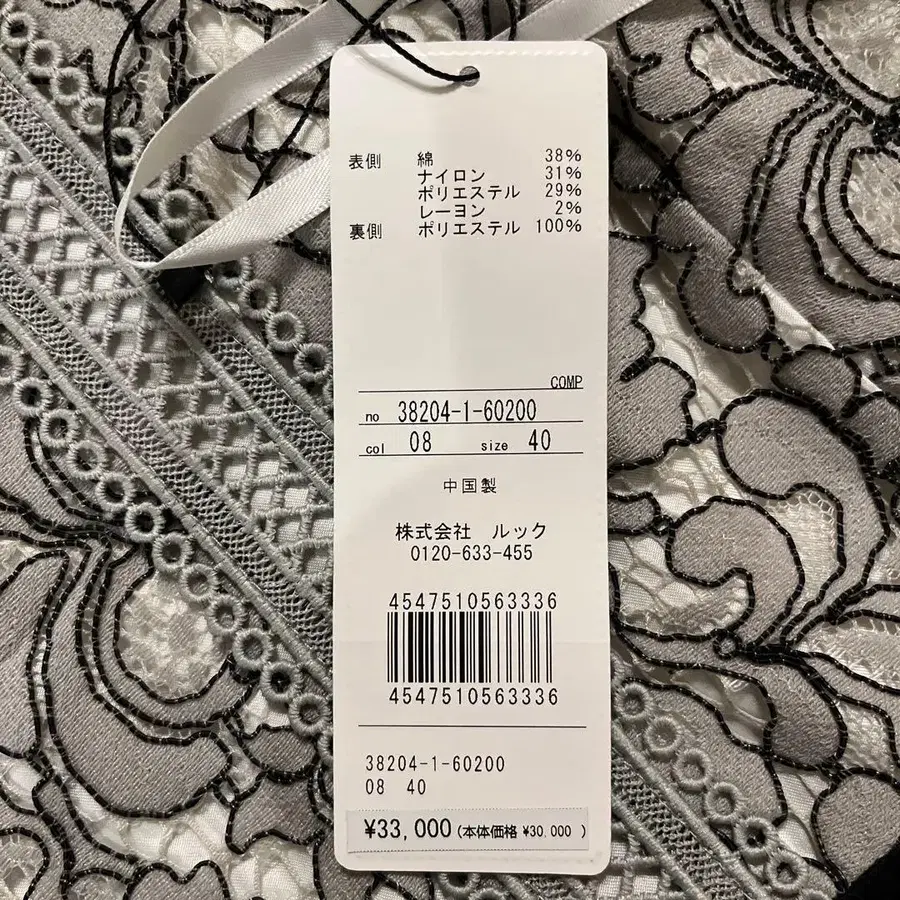 表側 綿 38%
ナイロン 31%
ポリエステル 29%
レーヨン 2%
裏側 ポリエステル 100%
COMP
no 38204-1-60200
col 08 size 40
中国製
株式会社 ルック
0120-633-455
4547510563336
4547510563336
38204-1-60200
08 40
¥33,000(本体価格 ¥30,000 )